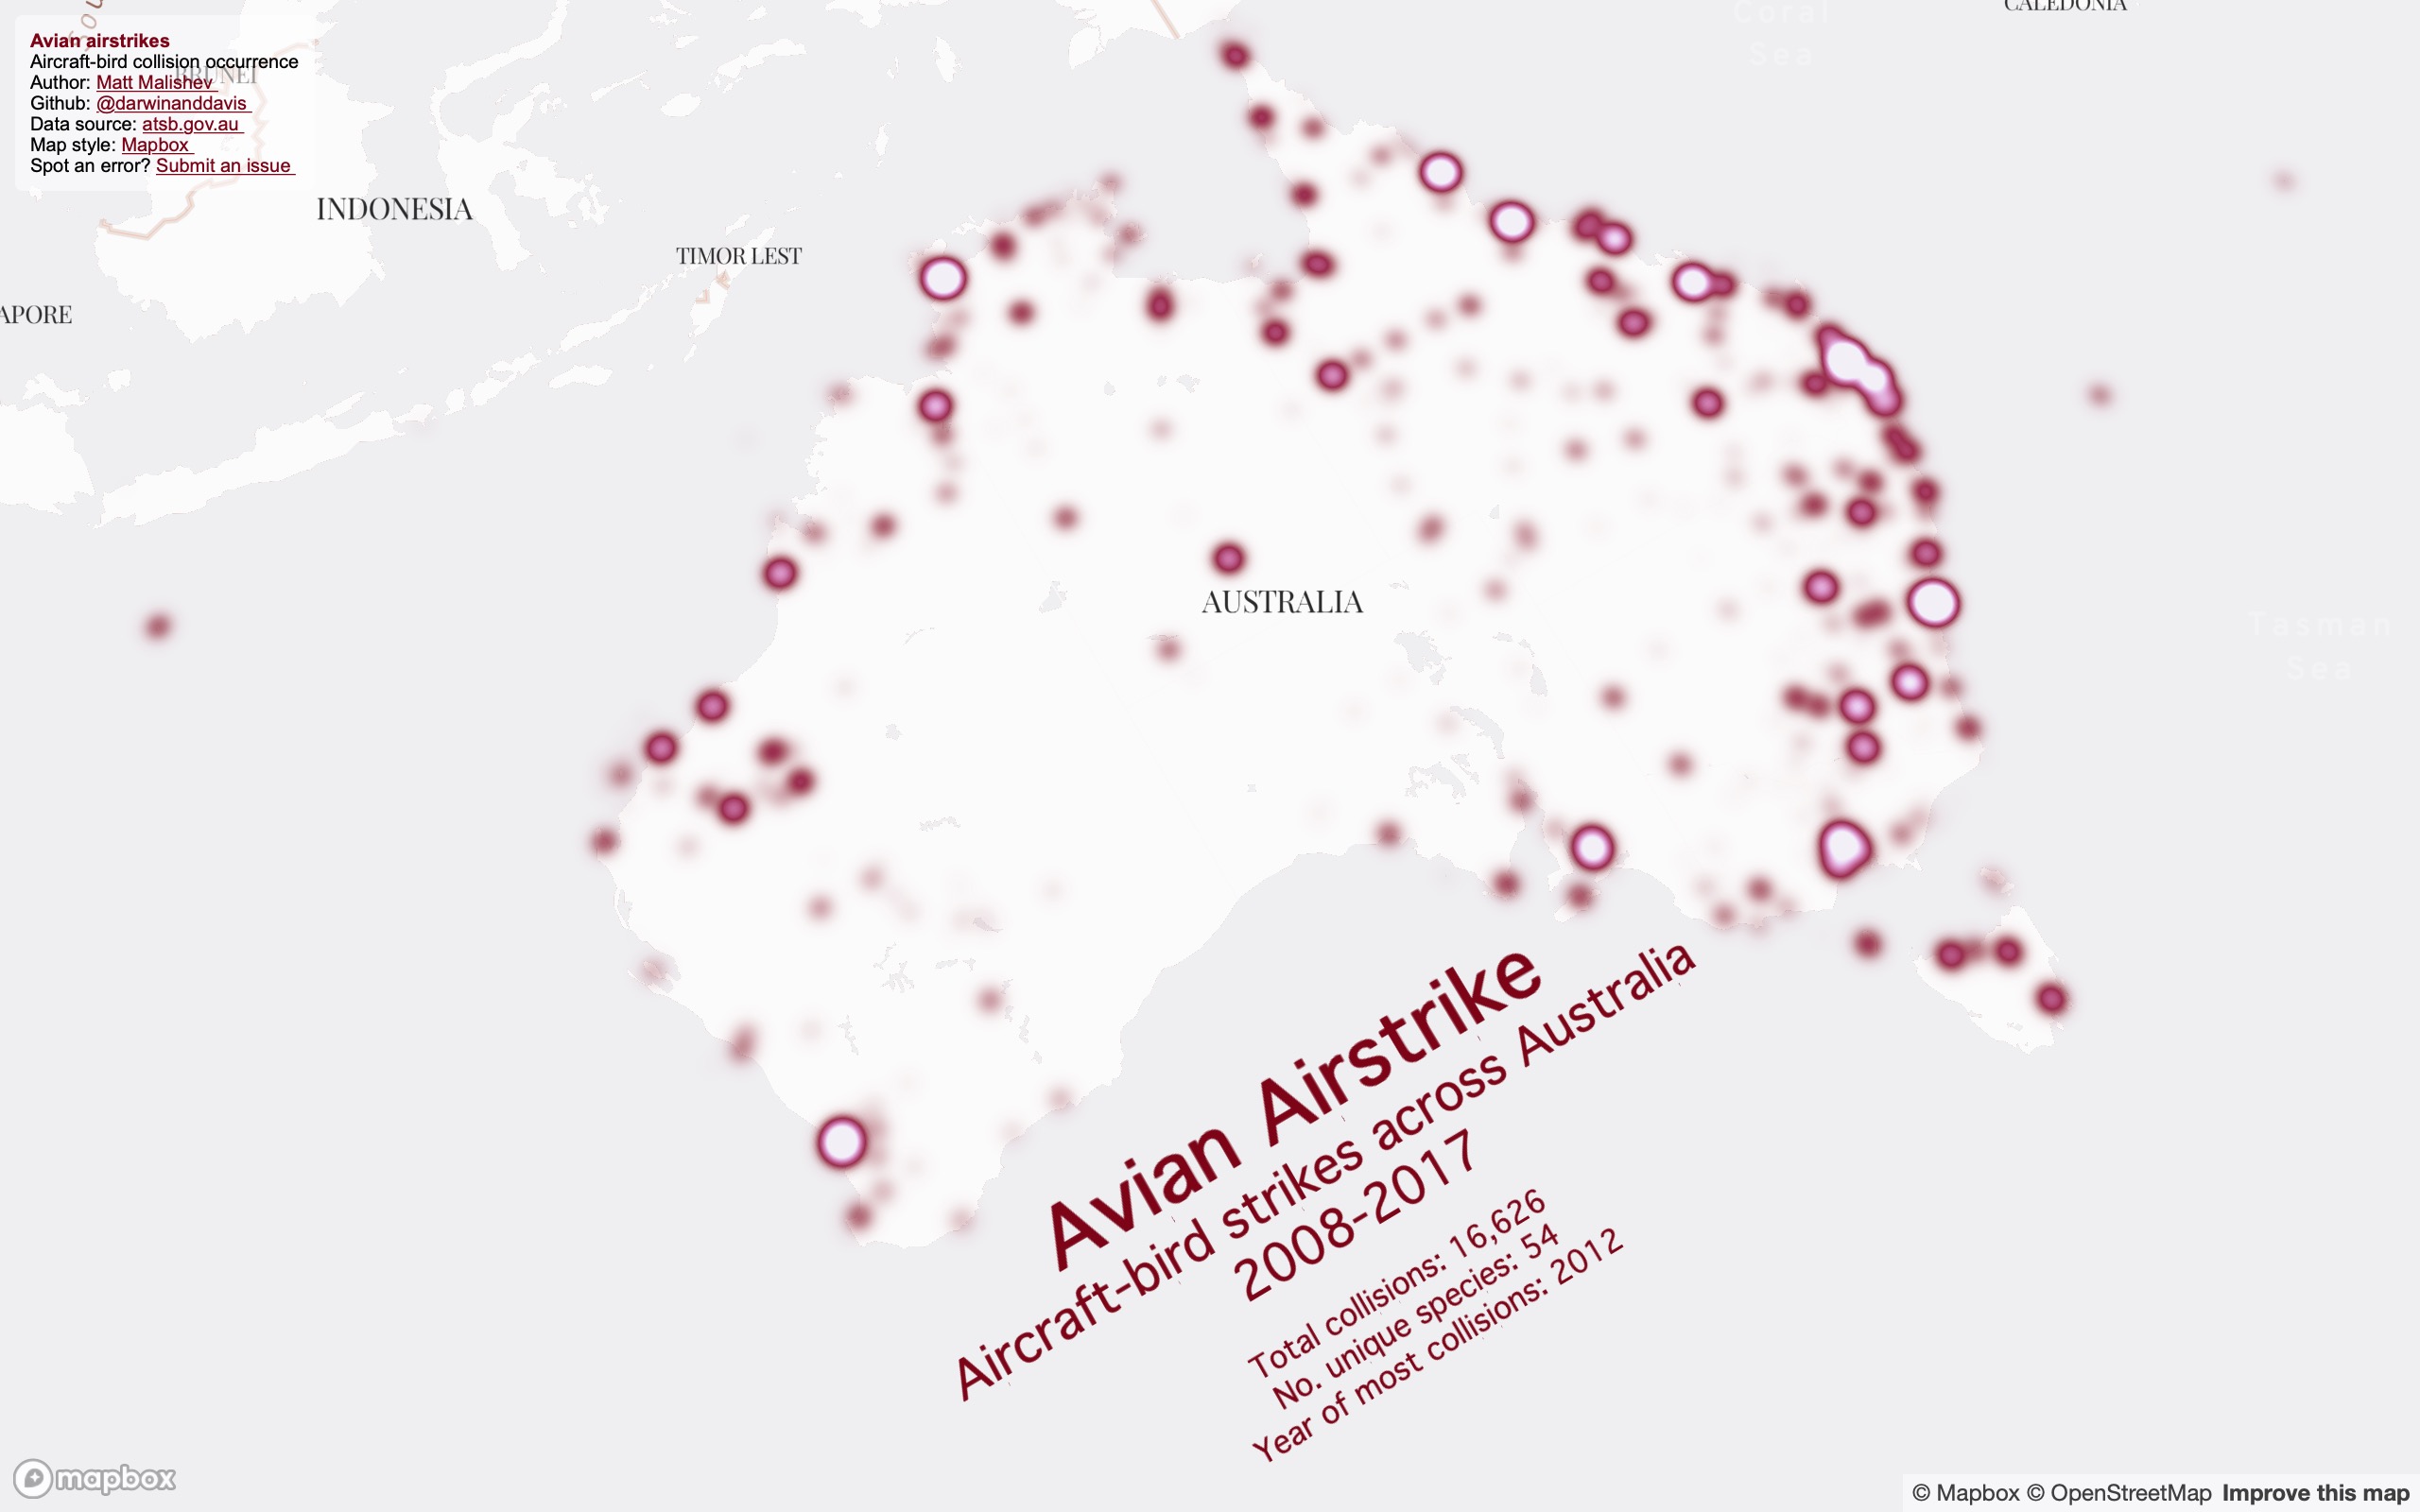 Avian airstrikes
Aircraft-bird collision occurrence
Author: Matt Malishev
Github: @darwinanddavis
Data source: atsb.gov.au
Map style: Mapbox
Spot an error? Submit an issue
BRUNEI
INDONESIA
TIMOR LEST
APORE
CALEDONIA
Coral
Sea
AUSTRALIA
Tasman
Sea
Avian Airstrike
Aircraft-bird strikes across Australia
2008-2017
Total collisions: 16,626
No. unique species: 54
Year of most collisions: 2012
mapbox
© Mapbox © OpenStreetMap Improve this map